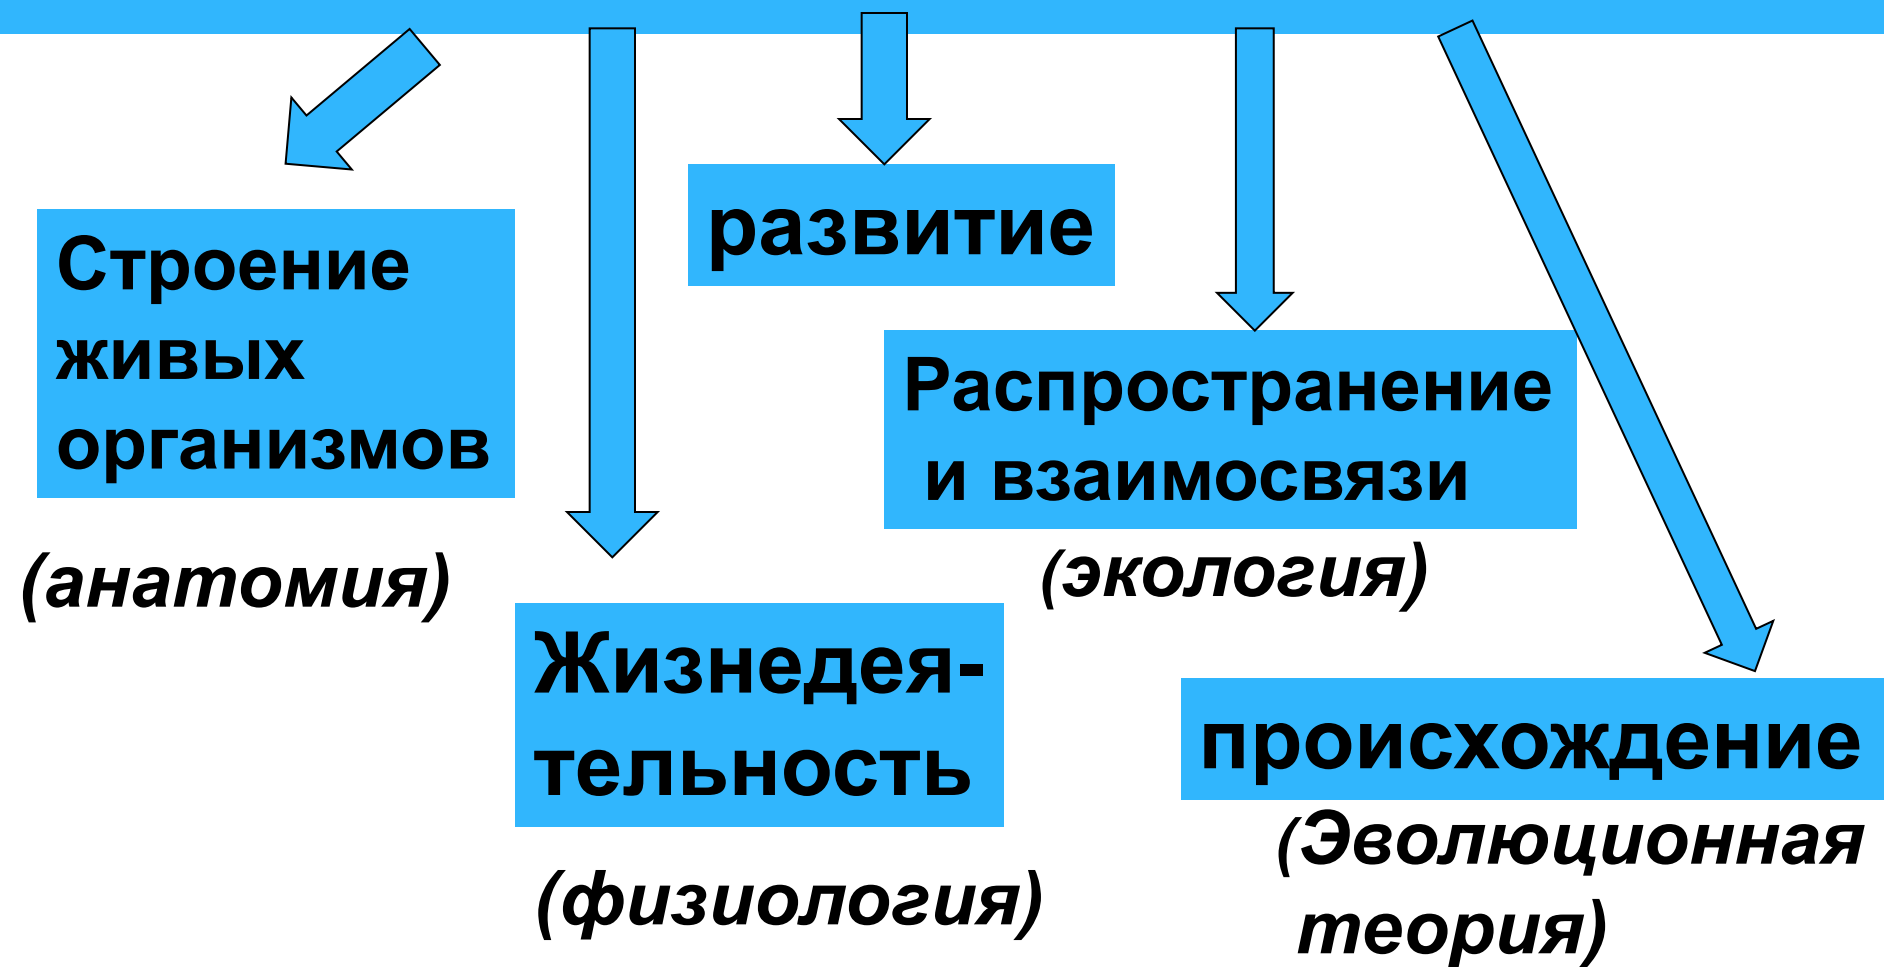 Строение
живых
организмов
(анатомия)
Жизнедея-
тельность
(физиология)
развитие
Распространение
и взаимосвязи
(экология)
происхождение
(Эволюционная
теория)